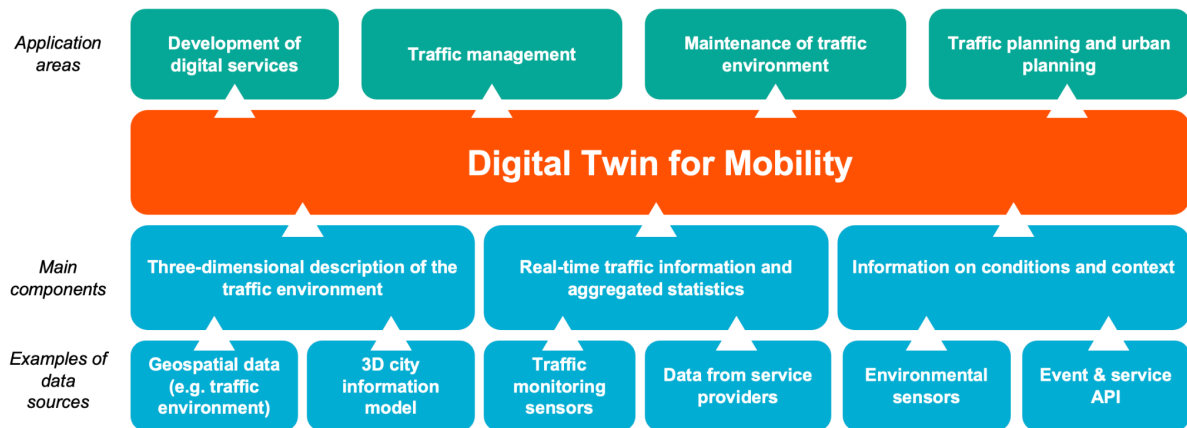 Application
areas
Development of
digital services
Traffic management
Maintenance of traffic
environment
Traffic planning and urban
planning
Digital Twin for Mobility
Main
components
Three-dimensional description of the
traffic environment
Real-time traffic information and
aggregated statistics
Information on conditions and context
Examples of
data
sources
Geospatial data
(e.g. traffic
environment)
3D city
information
model
Traffic
monitoring
sensors
Data from service
providers
Environmental
sensors
Event & service
API